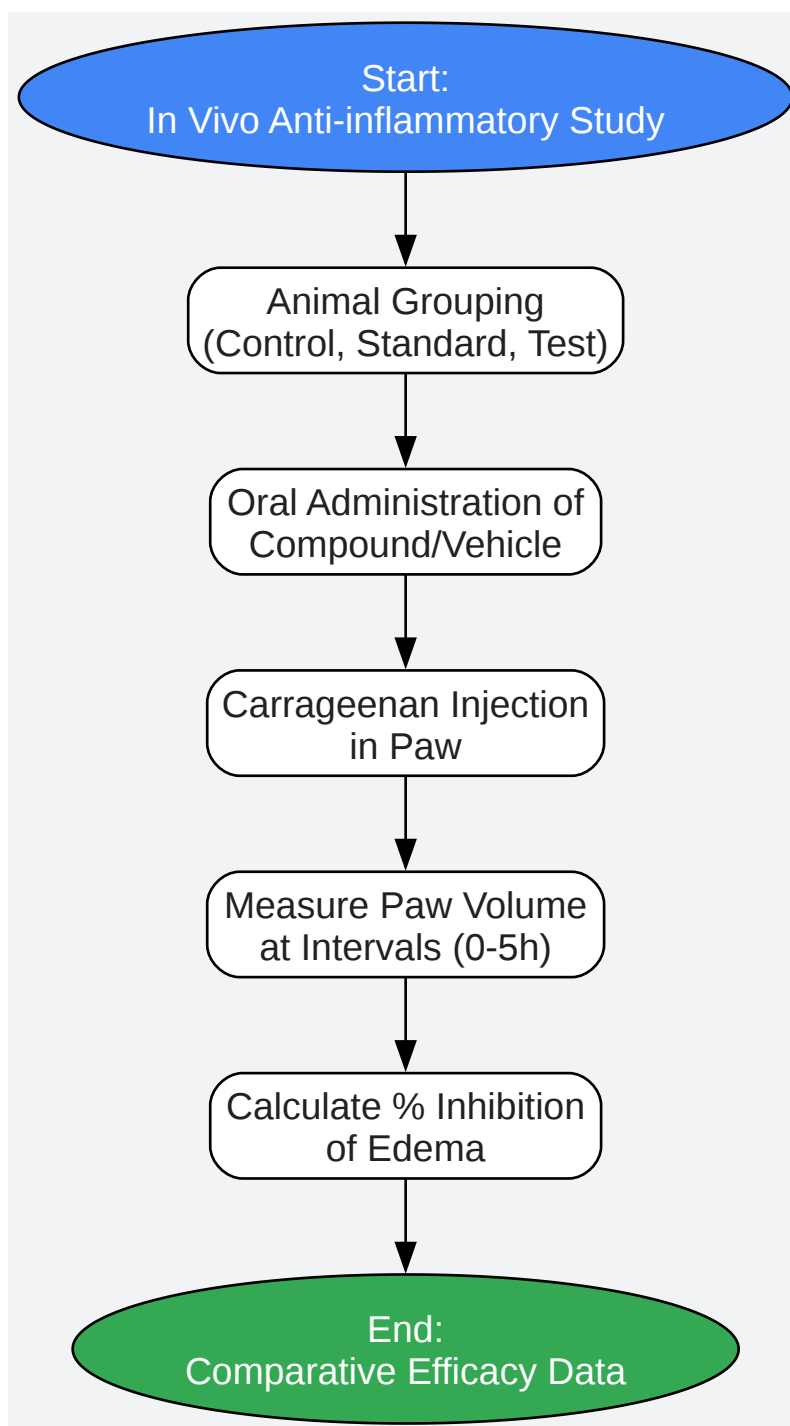 Start:
In Vivo Anti-inflammatory Study
Animal Grouping
(Control, Standard, Test)
Oral Administration of
Compound/Vehicle
Carrageenan Injection
in Paw
Measure Paw Volume
at Intervals (0-5h)
Calculate % Inhibition
of Edema
End:
Comparative Efficacy Data